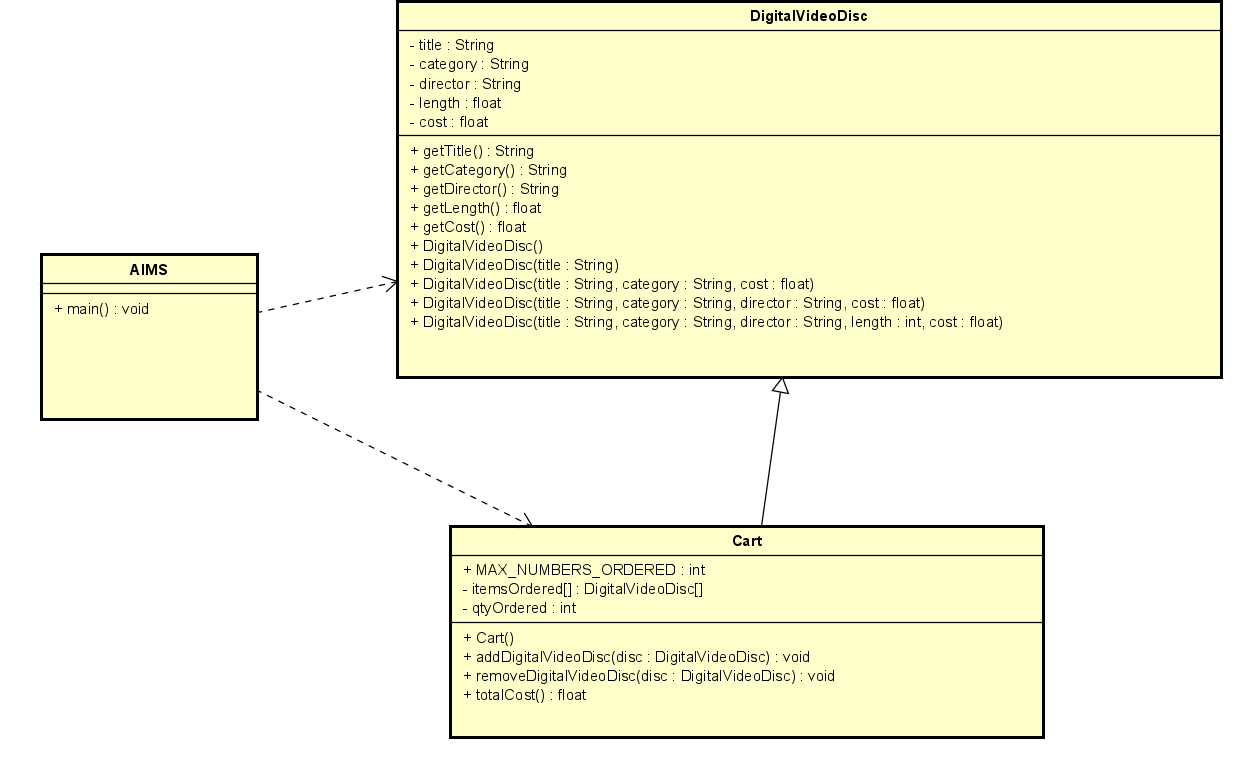 DigitalVideoDisc
- title : String
- category : String
- director : String
- length : float
- cost : float
+ getTitle() : String
+ getCategory() : String
+ getDirector() : String
+ getLength() : float
+ getCost() : float
+ DigitalVideoDisc()
+ DigitalVideoDisc(title : String)
+ DigitalVideoDisc(title : String, category : String, cost : float)
+ DigitalVideoDisc(title : String, category : String, director : String, cost : float)
+ DigitalVideoDisc(title : String, category : String, director : String, length : int, cost : float)
AIMS
+ main() : void
Cart
+ MAX_NUMBERS_ORDERED : int
- itemsOrdered[] : DigitalVideoDisc[]
- qtyOrdered : int
+ Cart()
+ addDigitalVideoDisc(disc : DigitalVideoDisc) : void
+ removeDigitalVideoDisc(disc : DigitalVideoDisc) : void
+ totalCost() : float